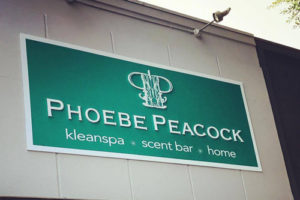 PHOEBE PEACOCK
kleanspa * scent bar * home